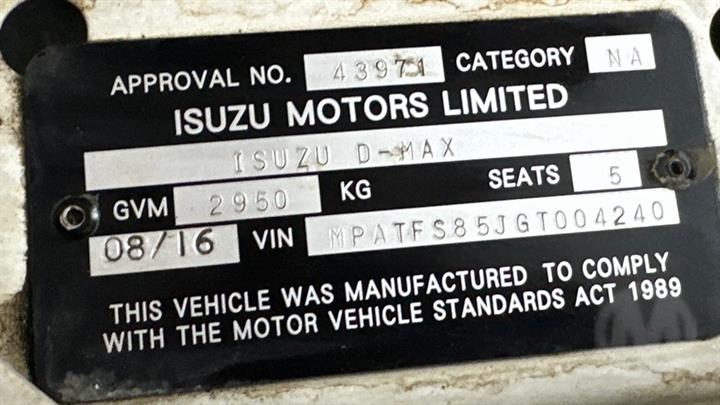 APPROVAL NO. 43971 CATEGORY NA
ISUZU MOTORS LIMITED
ISUZU D-MAX
GVM 2950 KG SEATS 5
08/16 VIN MPATFS85JGT004240
THIS VEHICLE WAS MANUFACTURED TO COMPLY
WITH THE MOTOR VEHICLE STANDARDS ACT 1989